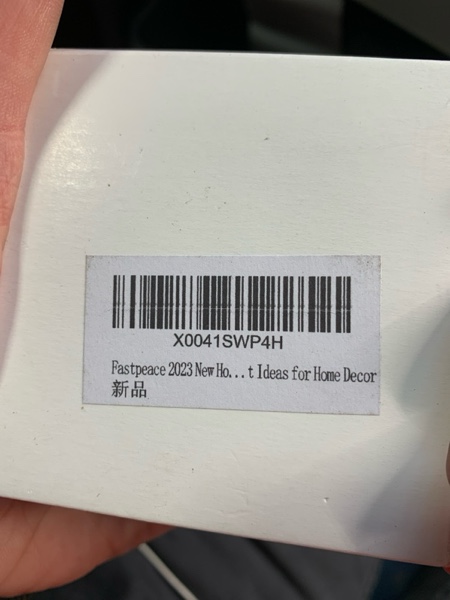 X0041SWP4H
Fastpeace 2023 New Ho...t Ideas for Home Decor
新品